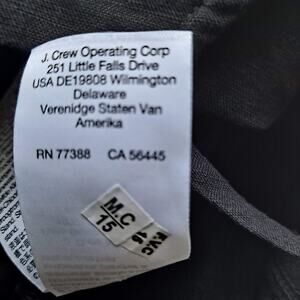 J. Crew Operating Corp
251 Little Falls Drive
USA DE19808 Wilmington
Delaware
Verenidge Staten Van
Amerika
RN 77388 CA 56445
M.C
15
16
F.V.C